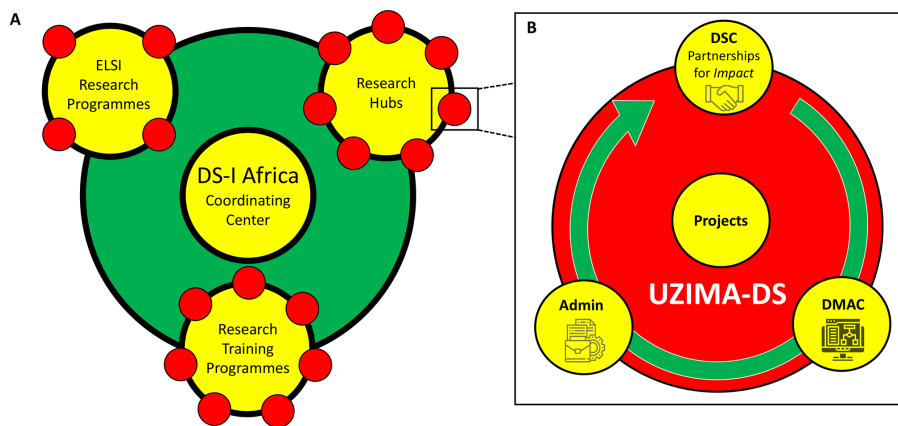 A
ELSI
Research
Programmes
Research
Hubs
DS-I Africa
Coordinating
Center
Research
Training
Programmes
B
DSC
Partnerships
for Impact
Projects
UZIMA-DS
Admin
DMAC